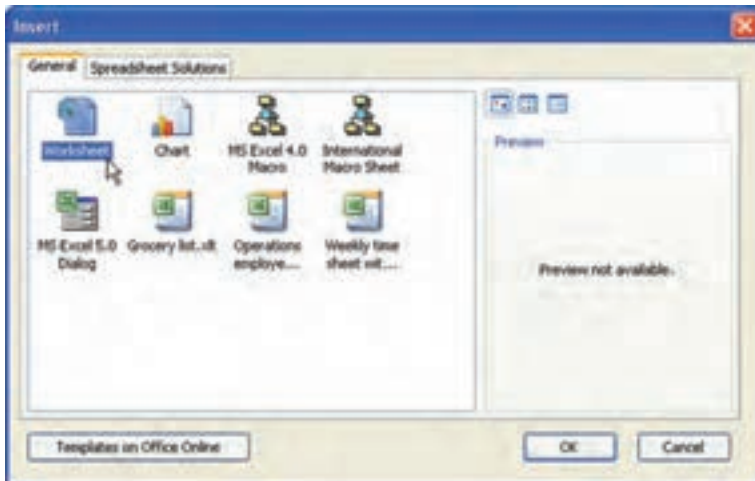 Insert
General Spreadsheet Solutions
Worksheet Chart MS Excel 4.0 Macro International Macro Sheet
MS Excel 5.0 Dialog Grocery list.xlt Operations employe.... Weekly time sheet wit....
Preview
Preview not available.
Templates on Office Online OK Cancel